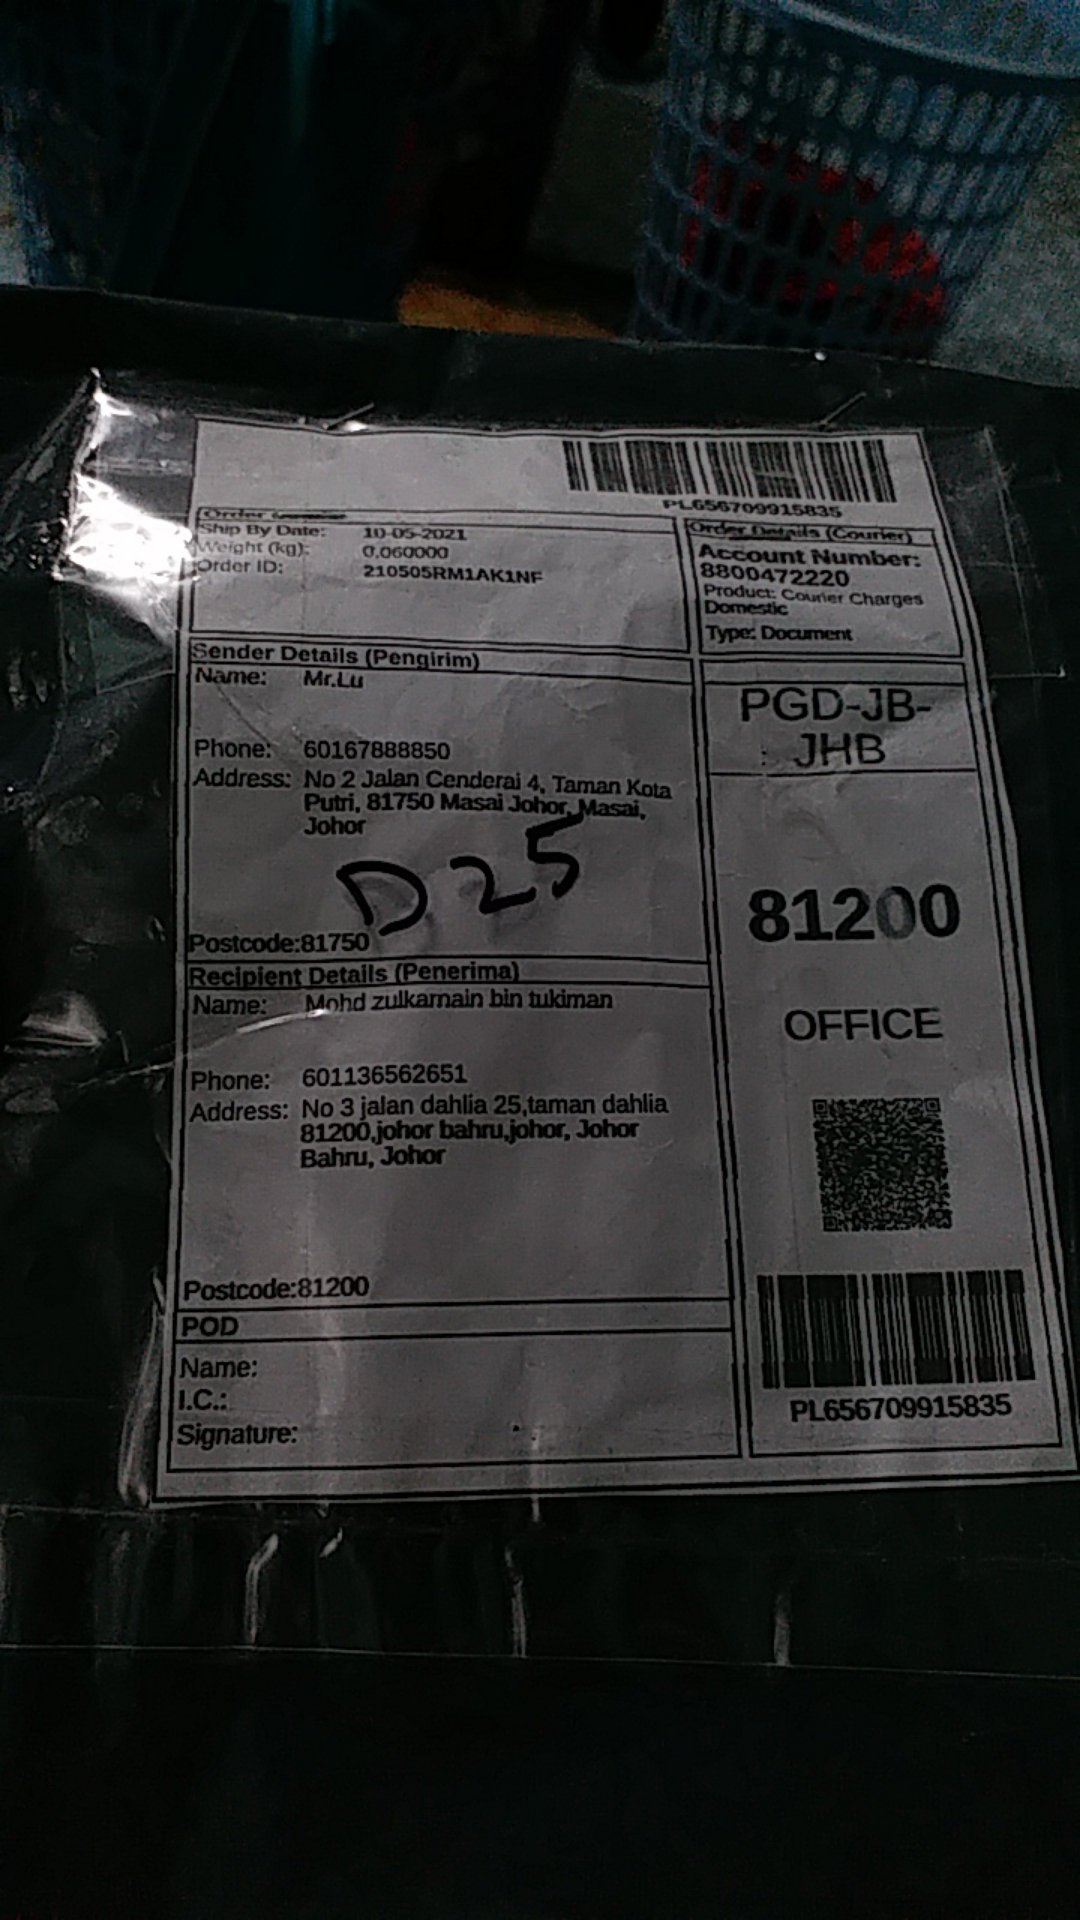 PL656709915835
Order
Ship By Date: 10-05-2021
Weight (kg): 0.060000
Order ID: 210505RM1AK1NF
Order Details (Courier)
Account Number:
8800472220
Product: Courier Charges
Domestic
Type: Document
Sender Details (Pengirim)
Name: Mr.Lu
Phone: 60167888850
Address: No 2 Jalan Cenderai 4, Taman Kota
Putri, 81750 Masai Johor, Masai,
Johor
D25
Postcode:81750
Recipient Details (Penerima)
Name: Mohd zulkarnain bin tukiman
Phone: 601136562651
Address: No 3 jalan dahlia 25,taman dahlia
81200,johor bahru,johor, Johor
Bahru, Johor
Postcode:81200
POD
Name:
I.C.:
Signature:
PGD-JB-
JHB
81200
OFFICE
PL656709915835